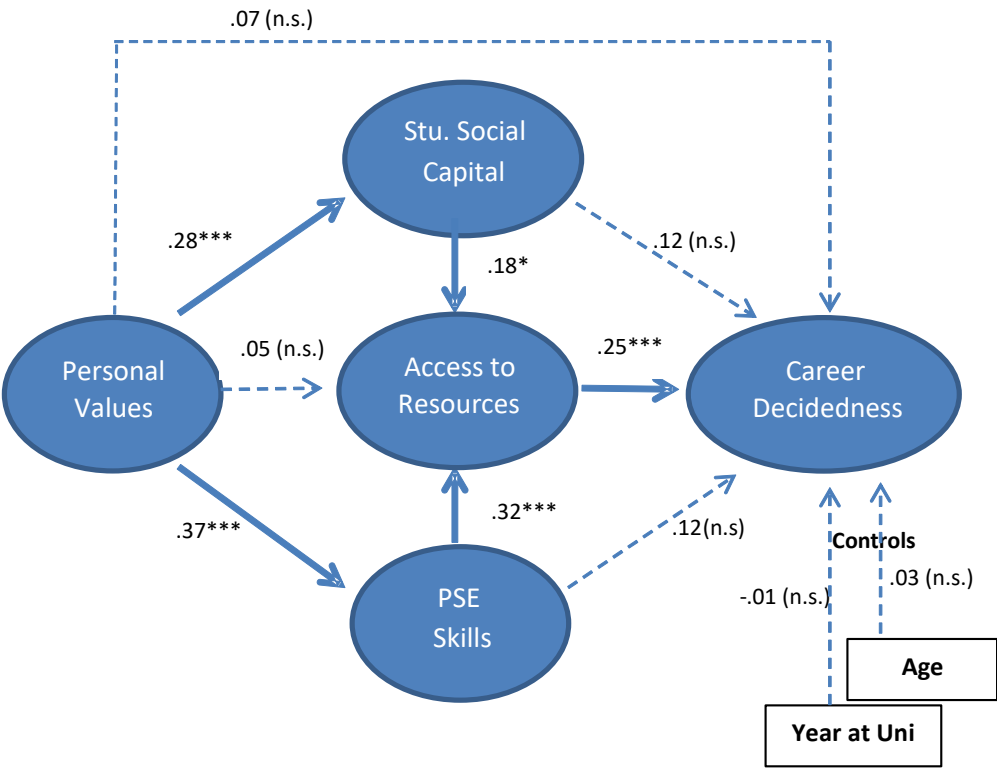 .07 (n.s.)
Stu. Social
Capital
.28***
.12 (n.s.)
.18*
.05 (n.s.)
.25***
Personal
Values
Access to
Resources
Career
Decidedness
.37***
.32***
.12(n.s)
Controls
-.01 (n.s.)
.03 (n.s.)
PSE
Skills
Age
Year at Uni